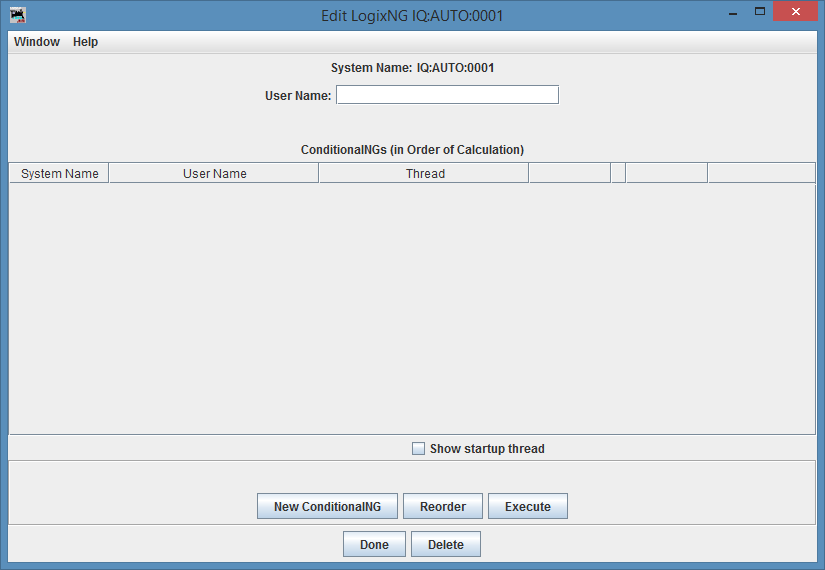 Edit LogixNG IQ:AUTO:0001
Window Help
System Name: IQ:AUTO:0001
User Name:
ConditionalNGs (in Order of Calculation)
System Name User Name Thread
Show startup thread
New ConditionalNG Reorder Execute
Done Delete